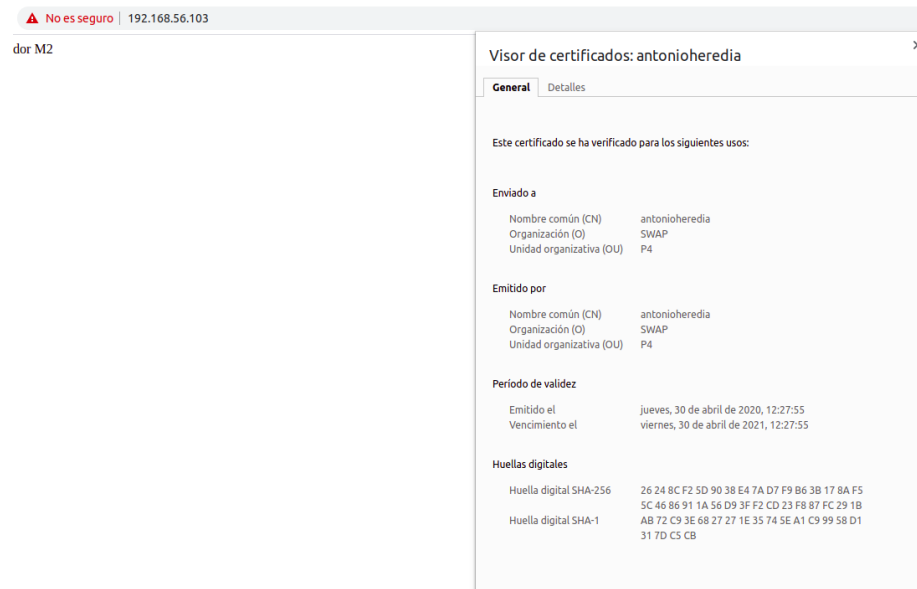 No es seguro | 192.168.56.103
dor M2
Visor de certificados: antonioheredia
General Detalles
Este certificado se ha verificado para los siguientes usos:
Enviado a
Nombre común (CN) antonioheredia
Organización (O) SWAP
Unidad organizativa (OU) P4
Emitido por
Nombre común (CN) antonioheredia
Organización (O) SWAP
Unidad organizativa (OU) P4
Período de validez
Emitido el jueves, 30 de abril de 2020, 12:27:55
Vencimiento el viernes, 30 de abril de 2021, 12:27:55
Huellas digitales
Huella digital SHA-256 26 24 8C F2 5D 90 38 E4 7A D7 F9 B6 3B 17 8A F5
5C 46 86 91 1A 56 D9 3F F2 CD 23 F8 87 FC 29 1B
Huella digital SHA-1 AB 72 C9 3E 68 27 27 1E 35 74 5E A1 C9 99 58 D1
31 7D C5 CB